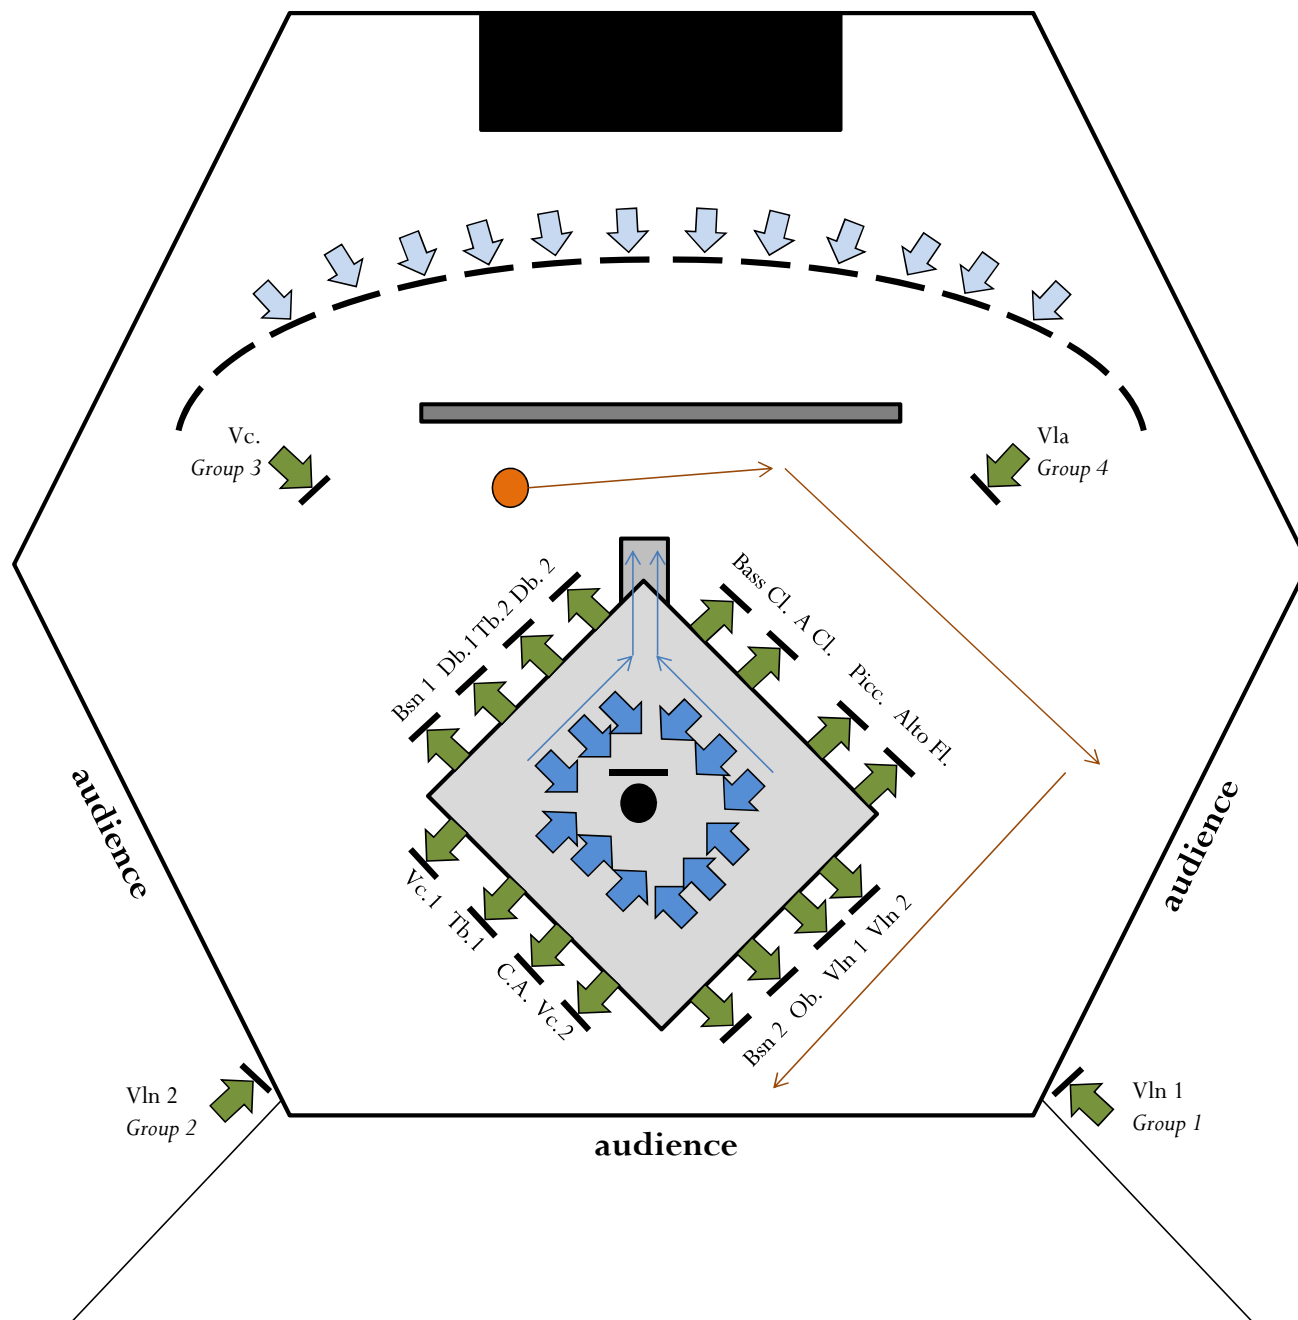 Vc.
Group 3
Vla
Group 4
Bsn 1 Db.1 Tb.2 Db. 2
Bass Cl. A Cl. Picc. Alto Fl.
audience
audience
Vc.1 Tb.1 C.A. Vc.2
Bsn 2 Ob. Vln 1 Vln 2
Vln 2
Group 2
Vln 1
Group 1
audience